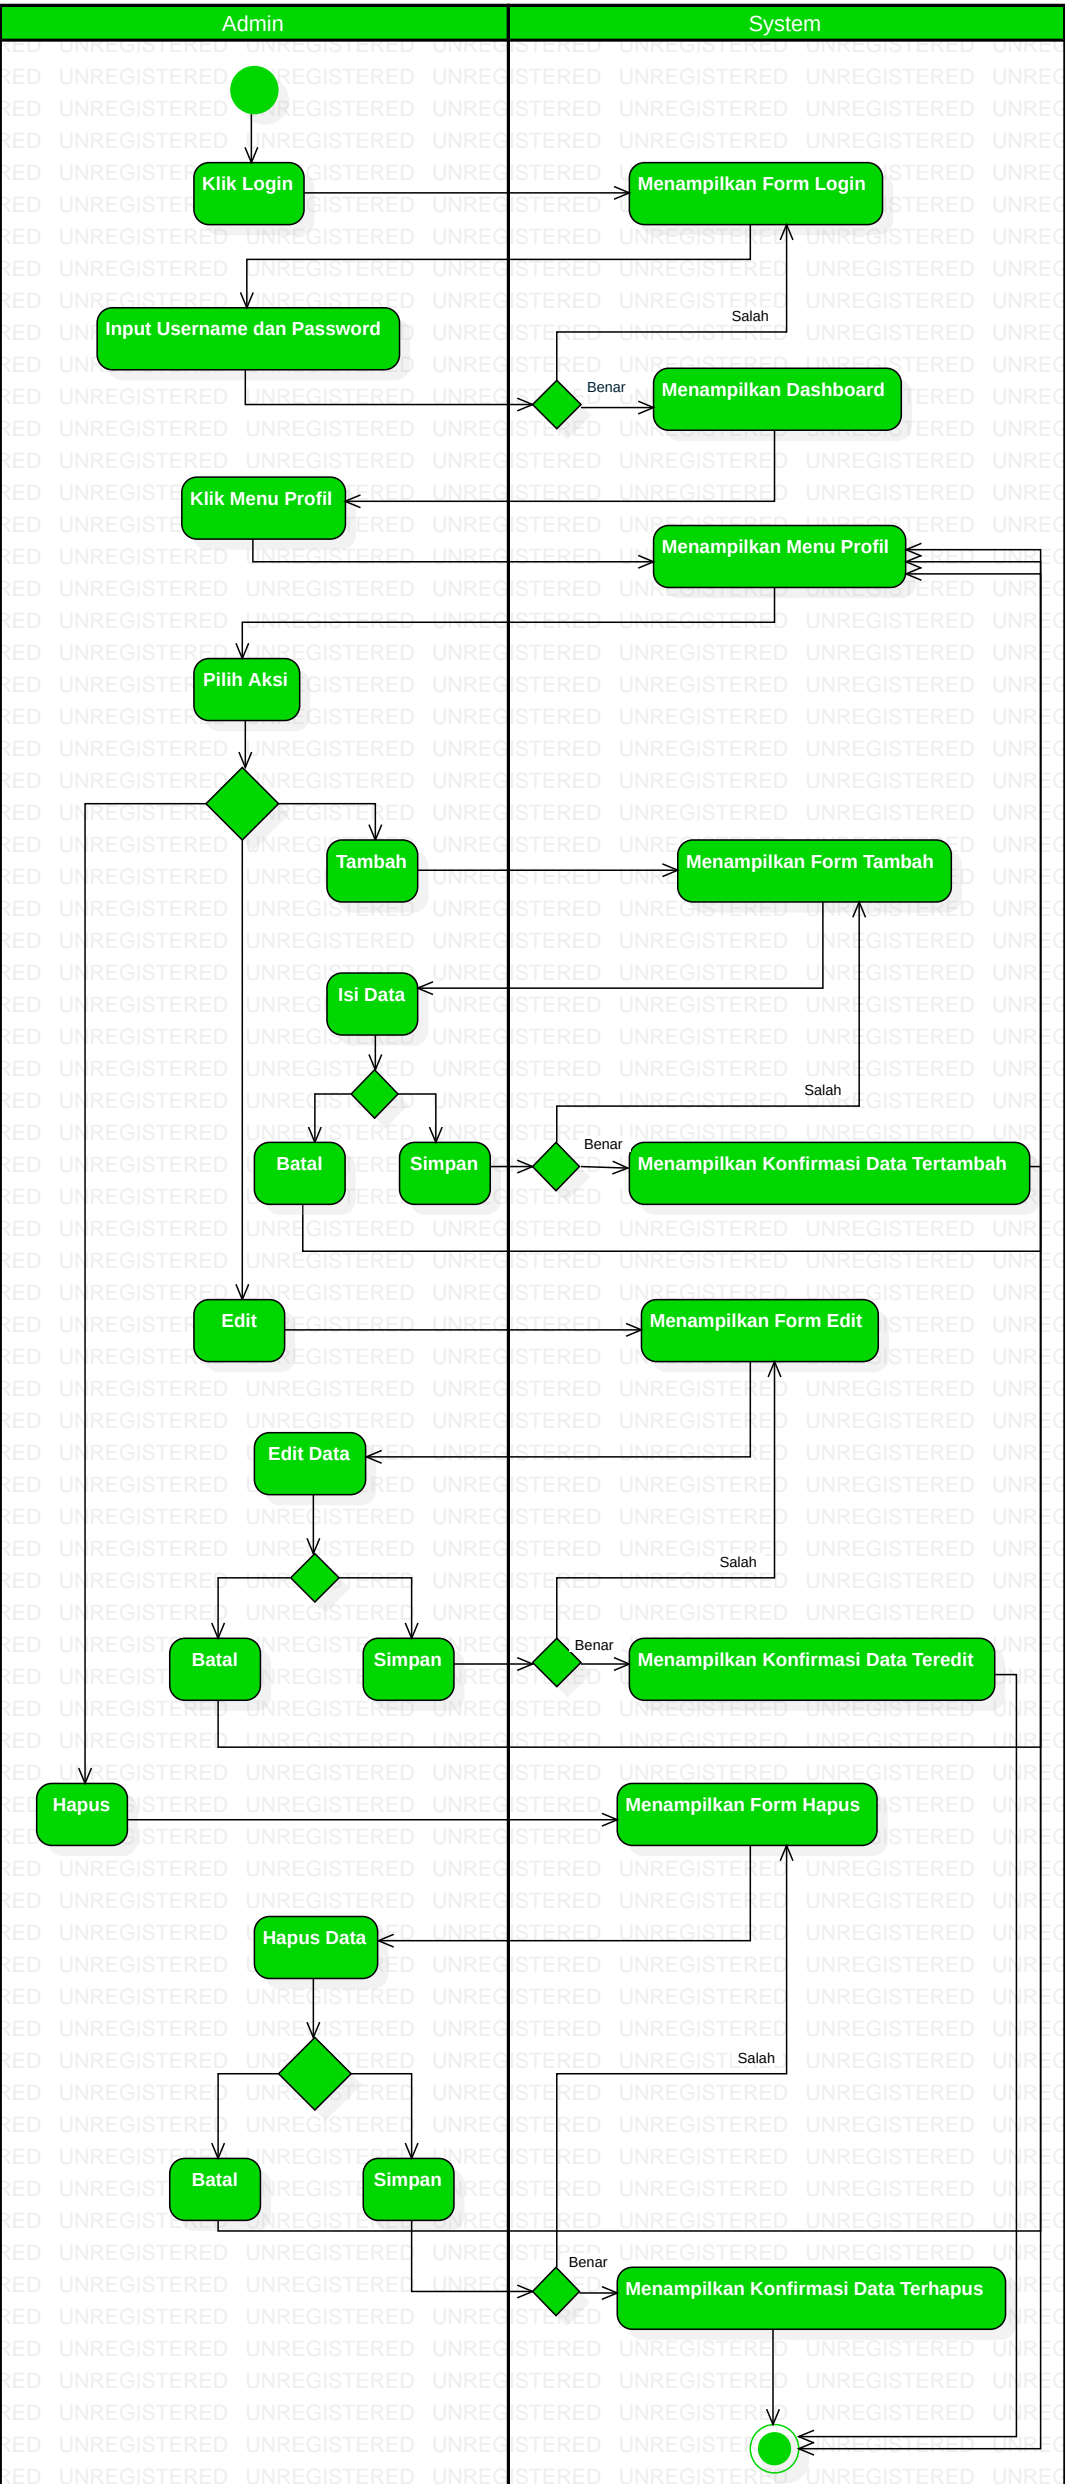 Admin
System
Klik Login
Menampilkan Form Login
Salah
Input Username dan Password
Benar
Menampilkan Dashboard
Klik Menu Profil
Menampilkan Menu Profil
Pilih Aksi
Tambah
Menampilkan Form Tambah
Isi Data
Salah
Benar
Batal
Simpan
Menampilkan Konfirmasi Data Tertambah
Edit
Menampilkan Form Edit
Edit Data
Salah
Benar
Batal
Simpan
Menampilkan Konfirmasi Data Teredit
Hapus
Menampilkan Form Hapus
Hapus Data
Salah
Batal
Simpan
Benar
Menampilkan Konfirmasi Data Terhapus
UNREGISTERED